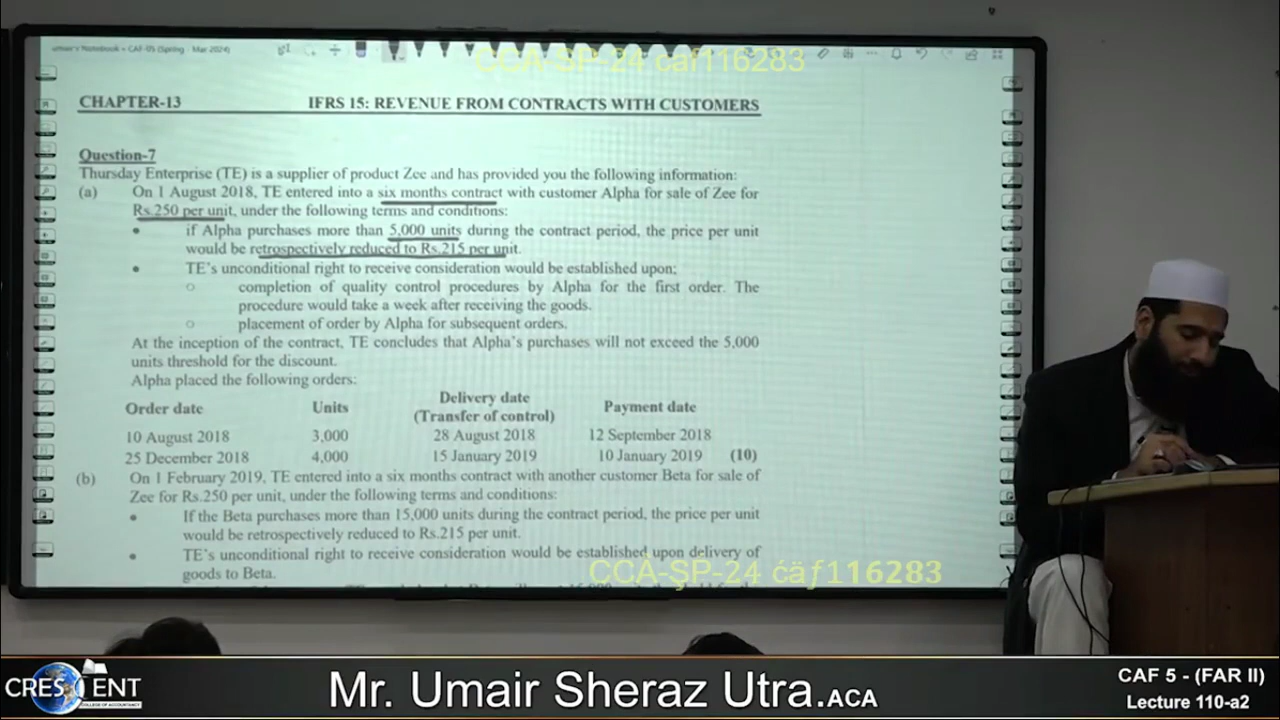 umair's Notebook • CAF-05 (Spring - Mar 2024)
CCA-SP-24 caf116283
CHAPTER-13 IFRS 15: REVENUE FROM CONTRACTS WITH CUSTOMERS
Question-7
Thursday Enterprise (TE) is a supplier of product Zee and has provided you the following information:
(a) On 1 August 2018, TE entered into a six months contract with customer Alpha for sale of Zee for
Rs.250 per unit, under the following terms and conditions:
• if Alpha purchases more than 5,000 units during the contract period, the price per unit
would be retrospectively reduced to Rs.215 per unit.
• TE's unconditional right to receive consideration would be established upon;
o completion of quality control procedures by Alpha for the first order. The
procedure would take a week after receiving the goods.
o placement of order by Alpha for subsequent orders.
At the inception of the contract, TE concludes that Alpha's purchases will not exceed the 5,000
units threshold for the discount.
Alpha placed the following orders:
Order date Units Delivery date (Transfer of control) Payment date
10 August 2018 3,000 28 August 2018 12 September 2018
25 December 2018 4,000 15 January 2019 10 January 2019 (10)
(b) On 1 February 2019, TE entered into a six months contract with another customer Beta for sale of
Zee for Rs.250 per unit, under the following terms and conditions:
• If the Beta purchases more than 15,000 units during the contract period, the price per unit
would be retrospectively reduced to Rs.215 per unit.
• TE's unconditional right to receive consideration would be established upon delivery of
goods to Beta.
CCA-ŞP-24 ćäƒ116283
CRESCENT
COLLEGE OF ACCOUNTANCY
Mr. Umair Sheraz Utra.ACA
CAF 5 - (FAR II)
Lecture 110-a2